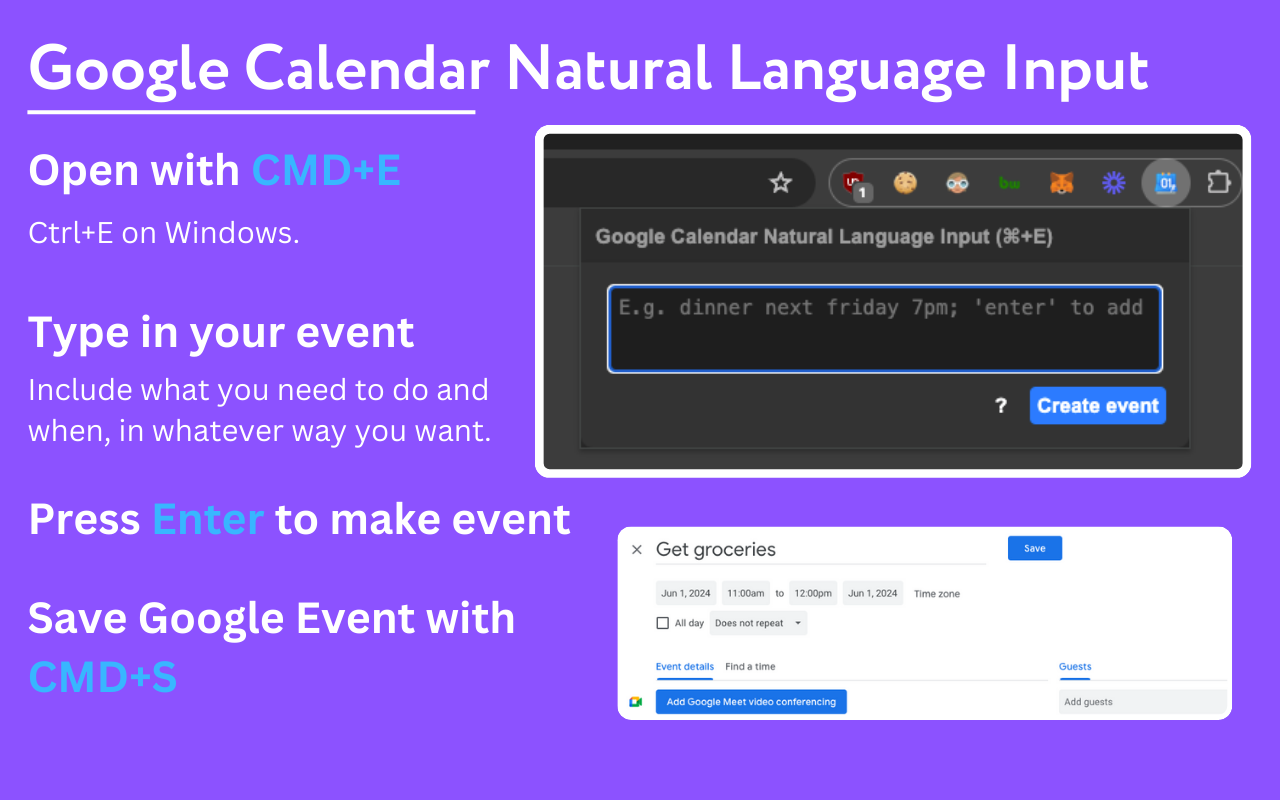 Google Calendar Natural Language Input
Open with CMD+E
Ctrl+E on Windows.
Type in your event
Include what you need to do and
when, in whatever way you want.
Press Enter to make event
Save Google Event with
CMD+S
1
bw
01
Google Calendar Natural Language Input (⌘+E)
E.g. dinner next friday 7pm; 'enter' to add
? Create event
Get groceries Save
Jun 1, 2024 11:00am to 12:00pm Jun 1, 2024 Time zone
All day Does not repeat
Event details Find a time Guests
Add Google Meet video conferencing Add guests